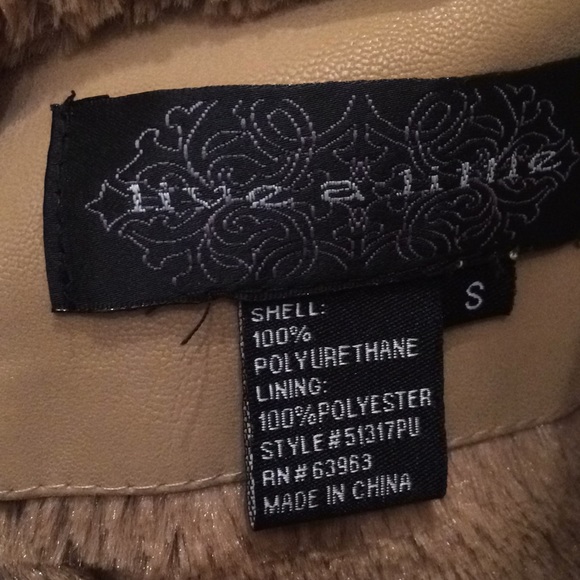 live a little
S
SHELL:
100%
POLYURETHANE
LINING:
100%POLYESTER
STYLE#51317PU
RN#63963
MADE IN CHINA